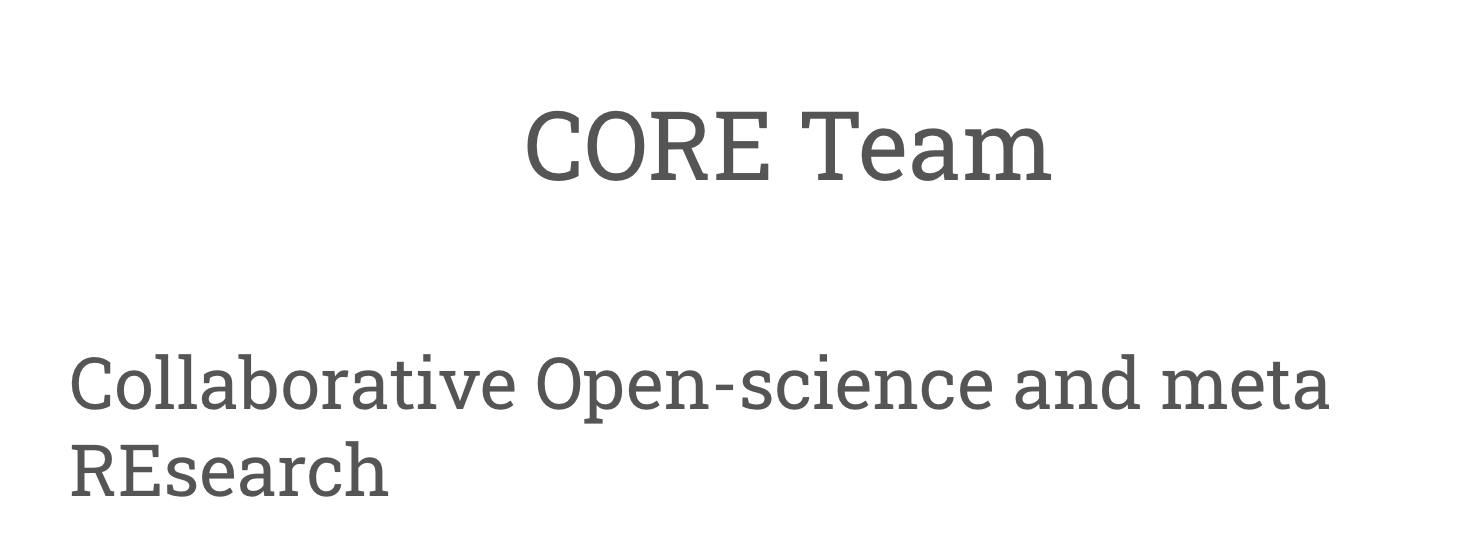 CORE Team
Collaborative Open-science and meta
REsearch